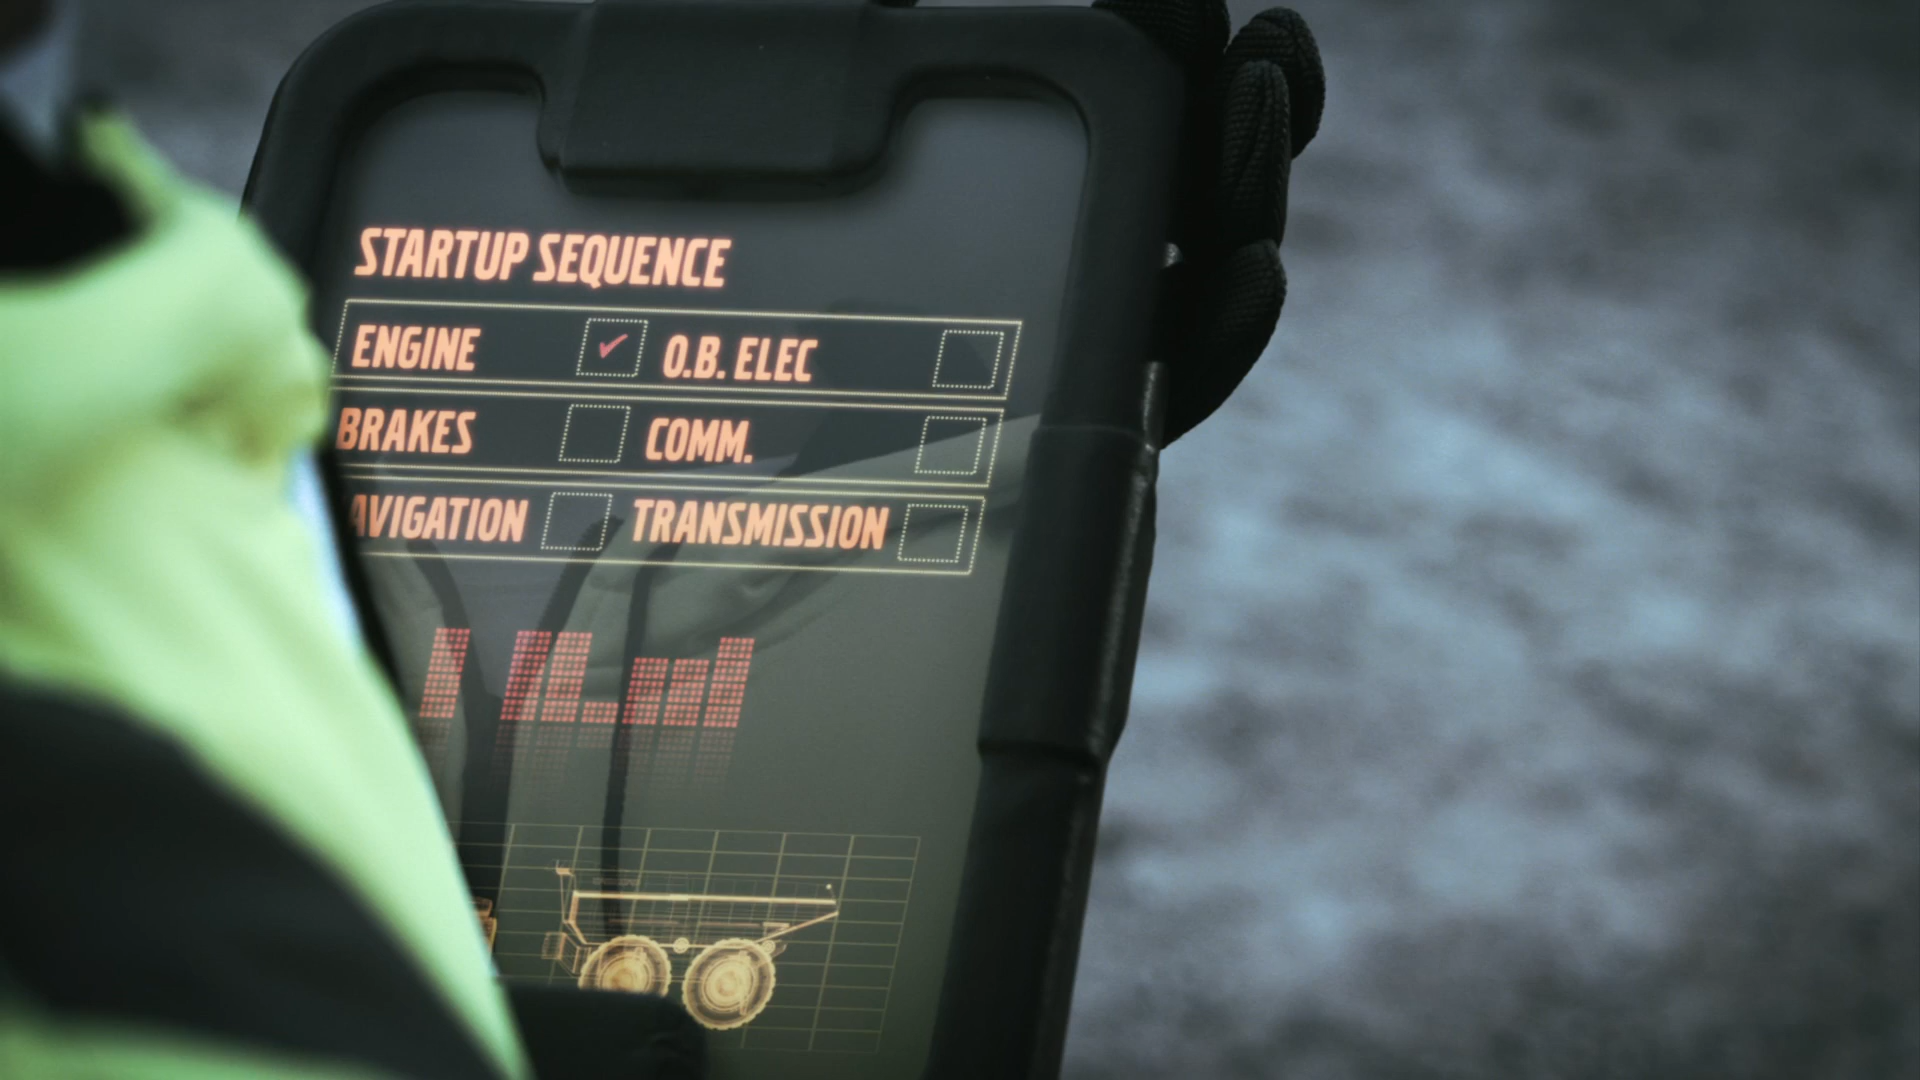 STARTUP SEQUENCE
ENGINE ✓ O.B. ELEC
BRAKES COMM.
AVIGATION TRANSMISSION